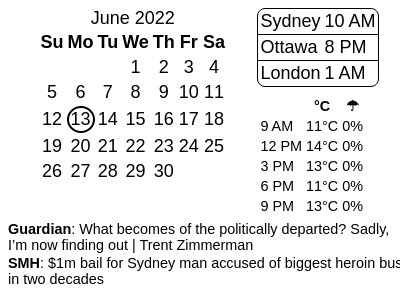 June 2022
Su Mo Tu We Th Fr Sa
1 2 3 4
5 6 7 8 9 10 11
12 13 14 15 16 17 18
19 20 21 22 23 24 25
26 27 28 29 30
Sydney 10 AM
Ottawa 8 PM
London 1 AM
°C ☂
9 AM 11°C 0%
12 PM 14°C 0%
3 PM 13°C 0%
6 PM 11°C 0%
9 PM 13°C 0%
Guardian: What becomes of the politically departed? Sadly,
I'm now finding out | Trent Zimmerman
SMH: $1m bail for Sydney man accused of biggest heroin bus
in two decades